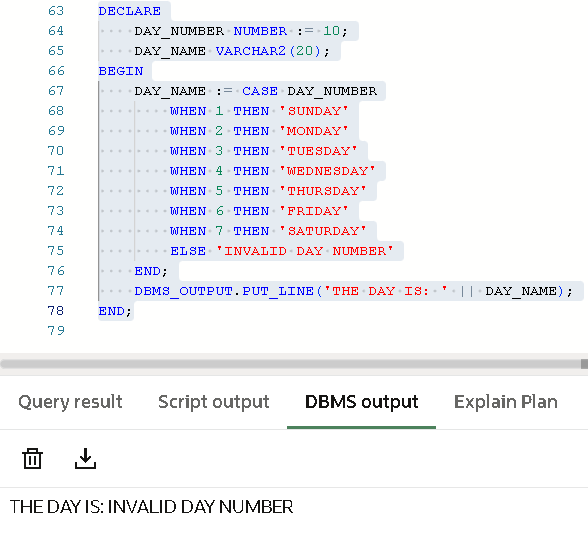 63 DECLARE
64 DAY_NUMBER NUMBER := 10;
65 DAY_NAME VARCHAR2(20);
66 BEGIN
67 DAY_NAME := CASE DAY_NUMBER
68 WHEN 1 THEN 'SUNDAY'
69 WHEN 2 THEN 'MONDAY'
70 WHEN 3 THEN 'TUESDAY'
71 WHEN 4 THEN 'WEDNESDAY'
72 WHEN 5 THEN 'THURSDAY'
73 WHEN 6 THEN 'FRIDAY'
74 WHEN 7 THEN 'SATURDAY'
75 ELSE 'INVALID DAY NUMBER'
76 END;
77 DBMS_OUTPUT.PUT_LINE('THE DAY IS: ' || DAY_NAME);
78 END;
79
Query result Script output DBMS output Explain Plan
THE DAY IS: INVALID DAY NUMBER